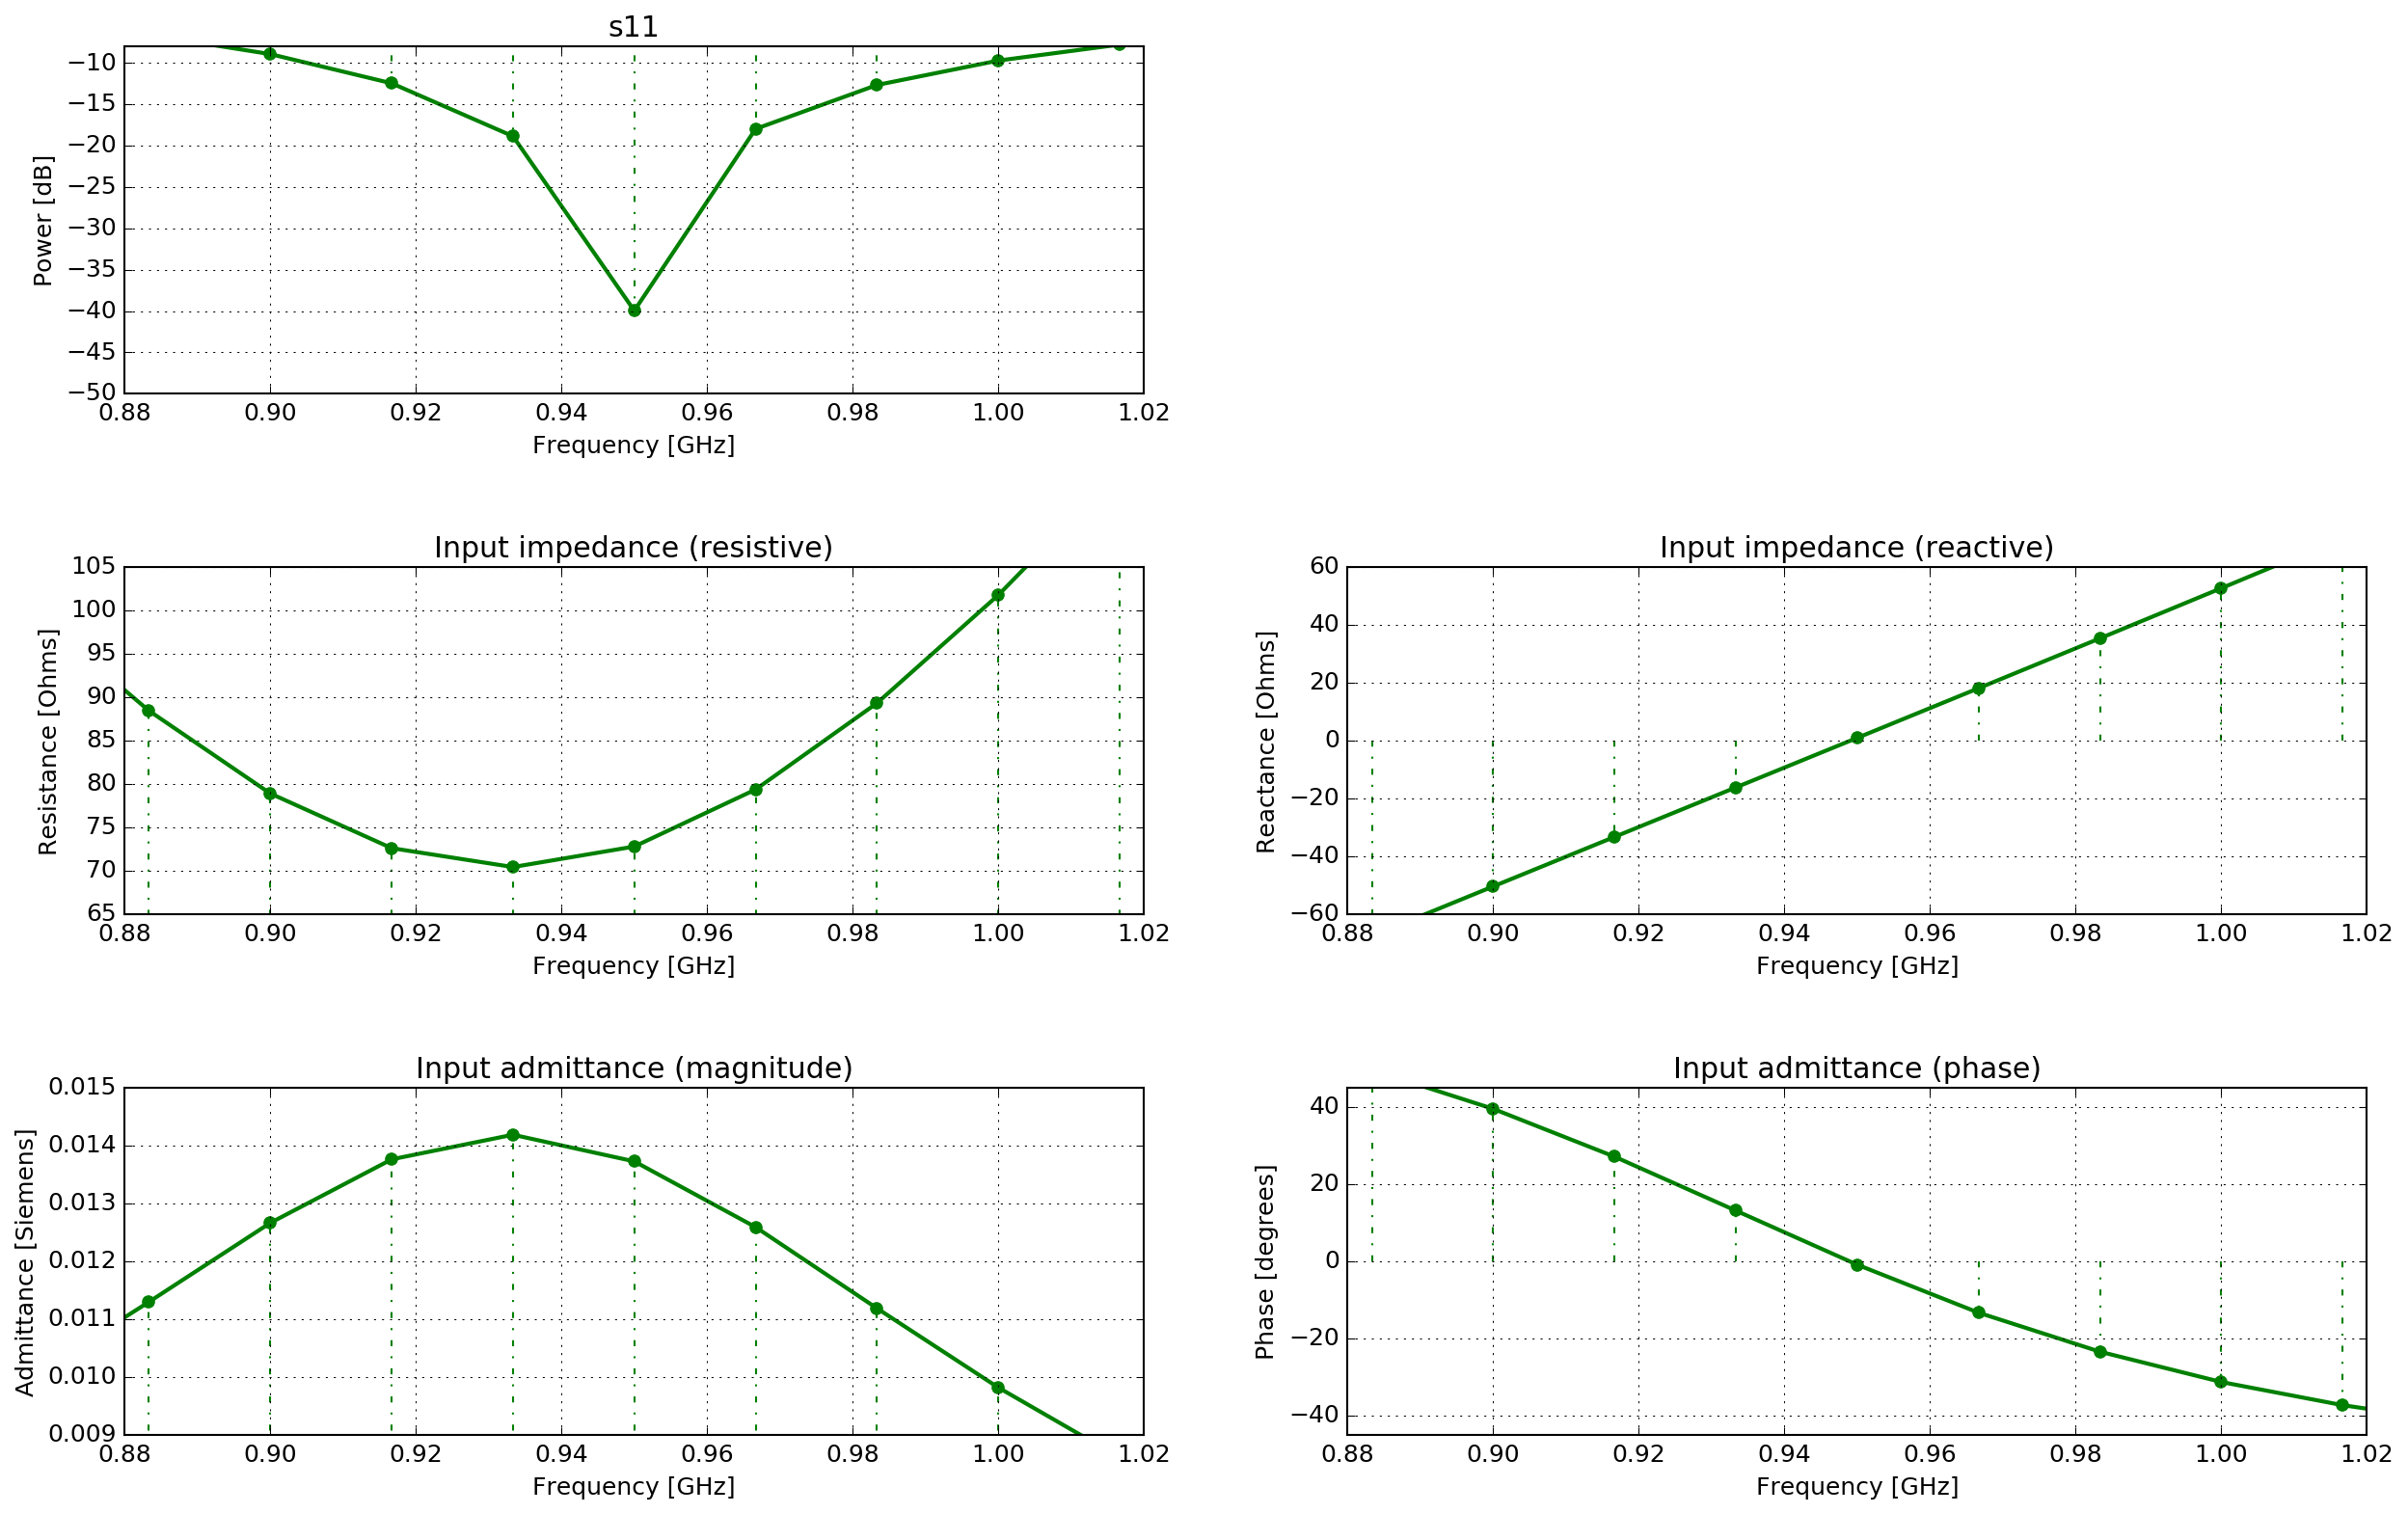 s11
Power [dB]
−10
−15
−20
−25
−30
−35
−40
−45
−50
0.88 0.90 0.92 0.94 0.96 0.98 1.00 1.02
Frequency [GHz]
Input impedance (resistive)
Resistance [Ohms]
105
100
95
90
85
80
75
70
65
0.88 0.90 0.92 0.94 0.96 0.98 1.00 1.02
Frequency [GHz]
Input impedance (reactive)
Reactance [Ohms]
60
40
20
0
−20
−40
−60
0.88 0.90 0.92 0.94 0.96 0.98 1.00 1.02
Frequency [GHz]
Input admittance (magnitude)
Admittance [Siemens]
0.015
0.014
0.013
0.012
0.011
0.010
0.009
0.88 0.90 0.92 0.94 0.96 0.98 1.00 1.02
Frequency [GHz]
Input admittance (phase)
Phase [degrees]
40
20
0
−20
−40
0.88 0.90 0.92 0.94 0.96 0.98 1.00 1.02
Frequency [GHz]